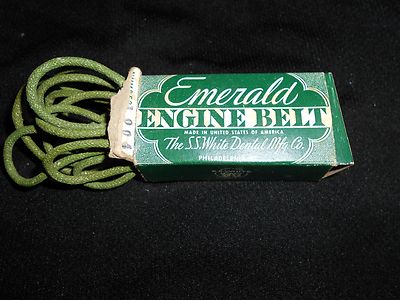 Emerald
ENGINE BELT
MADE IN UNITED STATES OF AMERICA
The S.S. White Dental Mfg. Co.
PHILADELPHIA